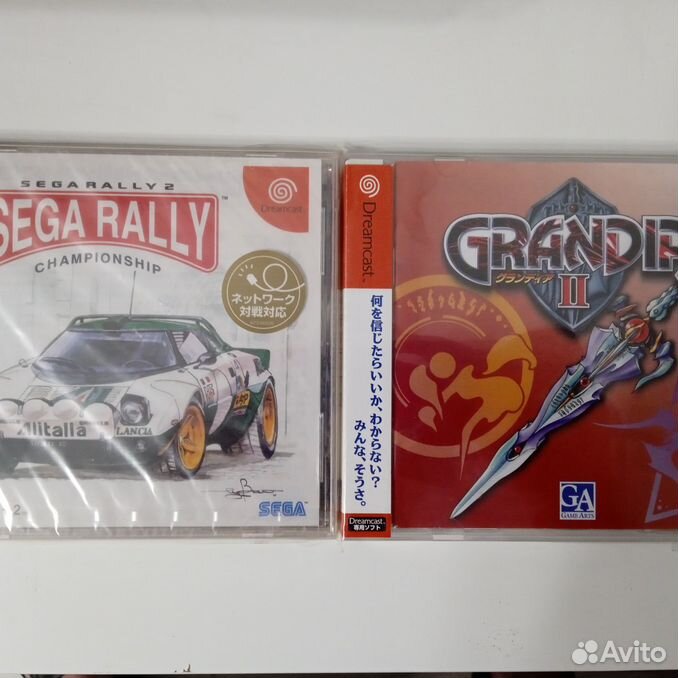 SEGA RALLY 2
SEGA RALLY
™
CHAMPIONSHIP
Dreamcast
ネットワーク
対戦対応
Alitalia
LANCIA
2
SEGA
Dreamcast
何を信じたらいいか、わからない?
みんな、そうさ。
Dreamcast
専用ソフト
GRANDIA
グランディア
II
GA
GAME ARTS
Avito